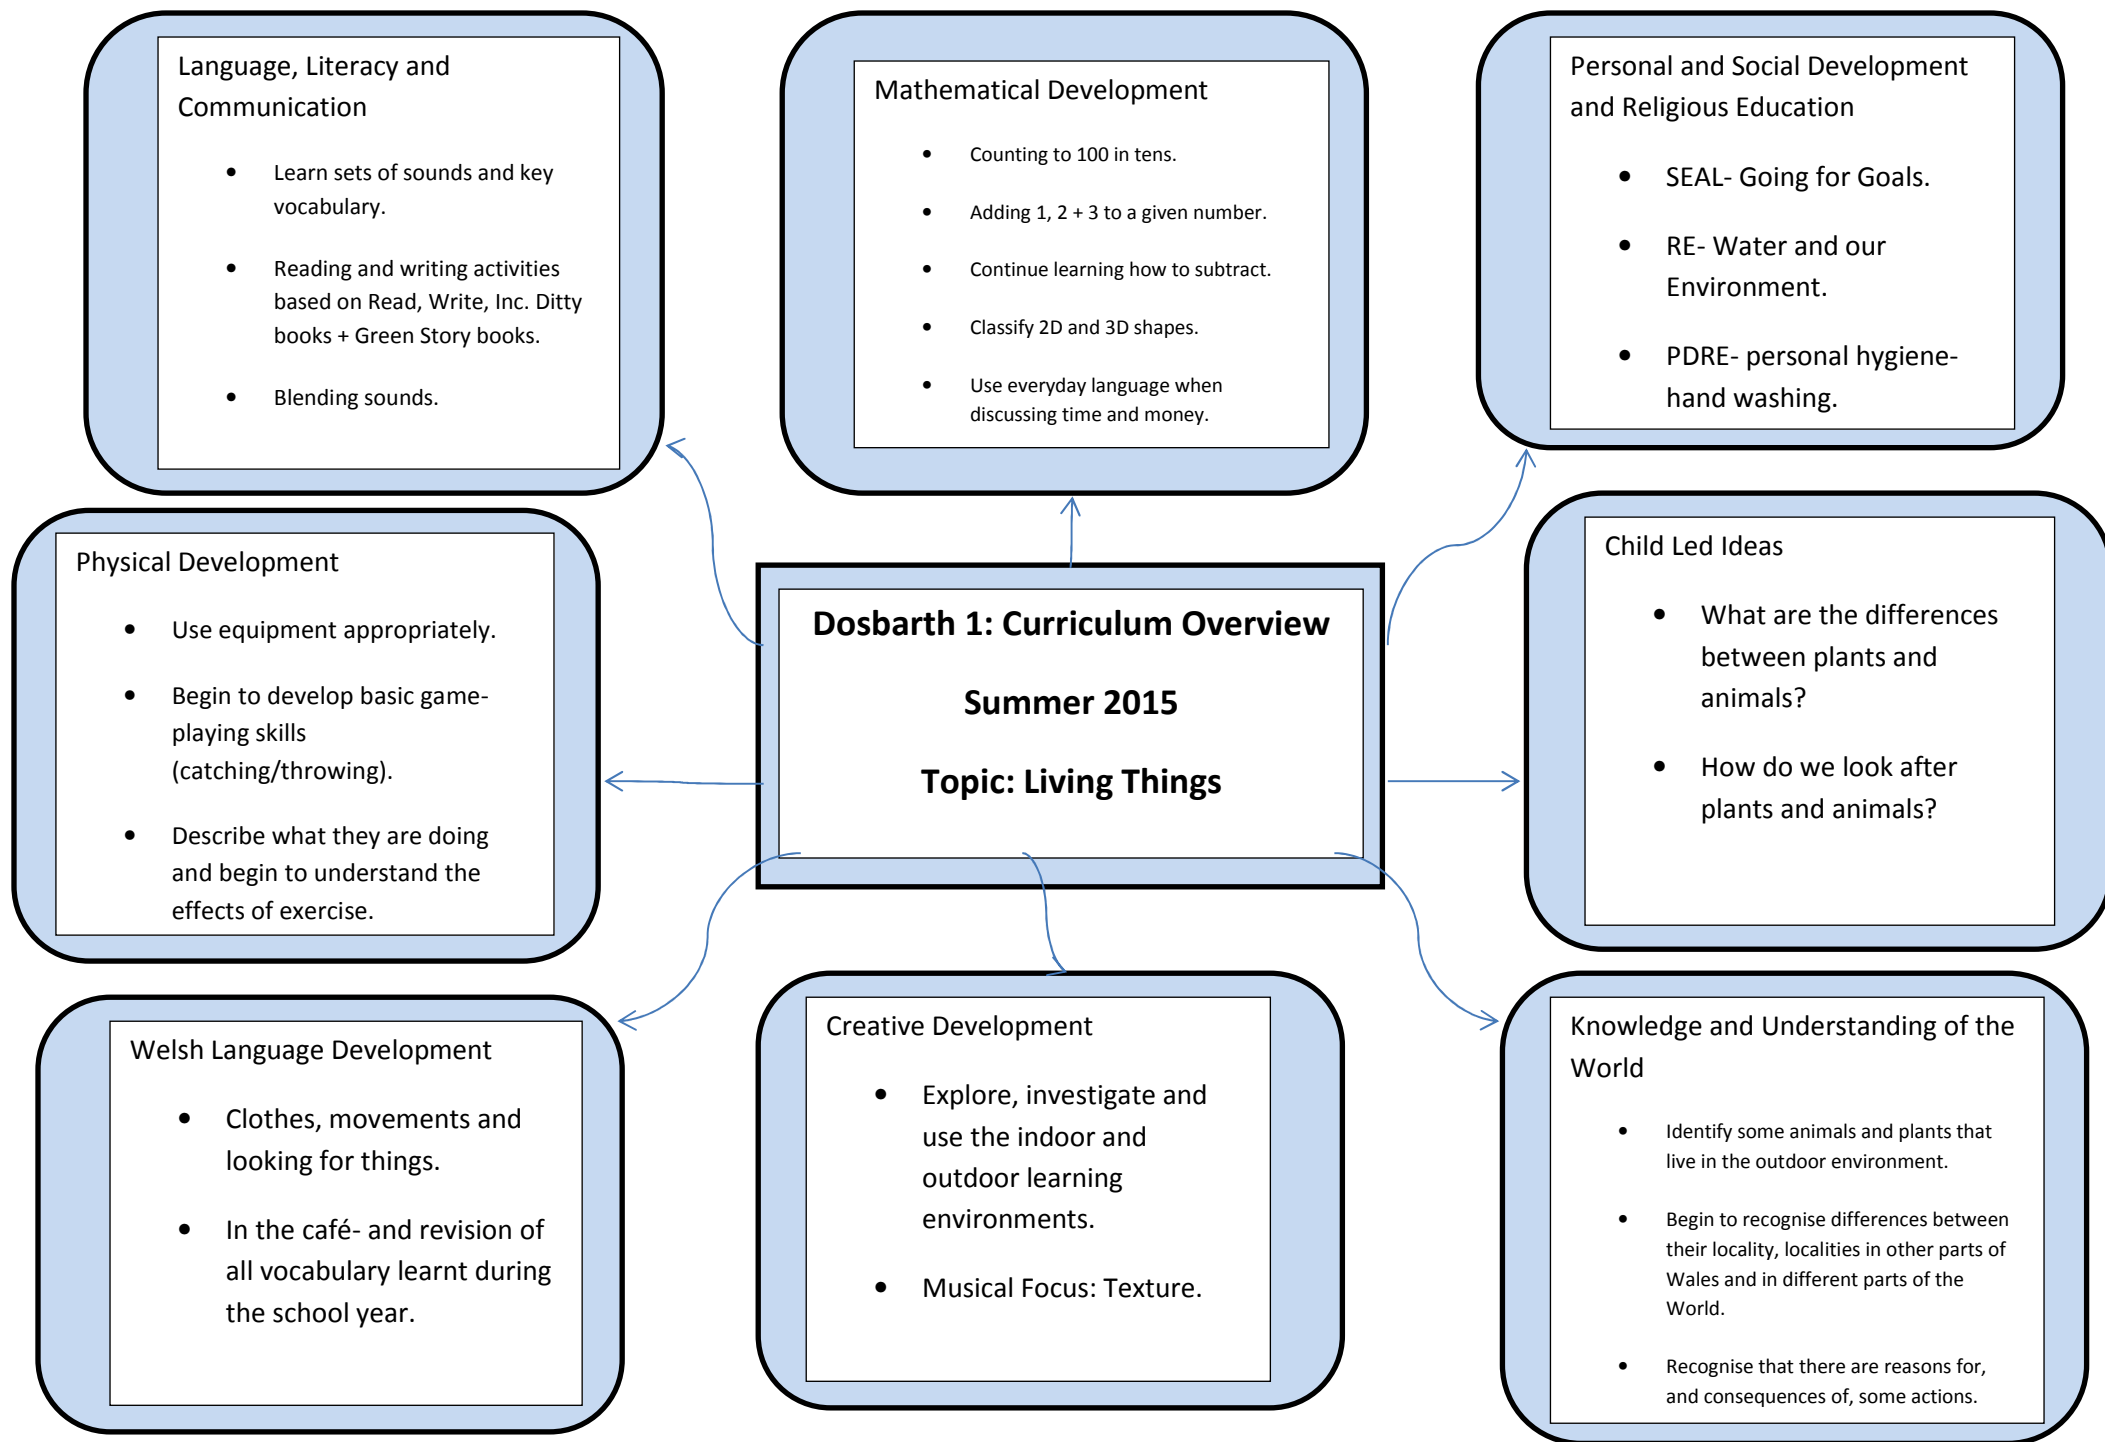 Language, Literacy and
Communication
• Learn sets of sounds and key
vocabulary.
• Reading and writing activities
based on Read, Write, Inc. Ditty
books + Green Story books.
• Blending sounds.
Mathematical Development
• Counting to 100 in tens.
• Adding 1, 2 + 3 to a given number.
• Continue learning how to subtract.
• Classify 2D and 3D shapes.
• Use everyday language when
discussing time and money.
Personal and Social Development
and Religious Education
• SEAL- Going for Goals.
• RE- Water and our
Environment.
• PDRE- personal hygiene-
hand washing.
Physical Development
• Use equipment appropriately.
• Begin to develop basic game-
playing skills
(catching/throwing).
• Describe what they are doing
and begin to understand the
effects of exercise.
Dosbarth 1: Curriculum Overview
Summer 2015
Topic: Living Things
Child Led Ideas
• What are the differences
between plants and
animals?
• How do we look after
plants and animals?
Welsh Language Development
• Clothes, movements and
looking for things.
• In the café- and revision of
all vocabulary learnt during
the school year.
Creative Development
• Explore, investigate and
use the indoor and
outdoor learning
environments.
• Musical Focus: Texture.
Knowledge and Understanding of the
World
• Identify some animals and plants that
live in the outdoor environment.
• Begin to recognise differences between
their locality, localities in other parts of
Wales and in different parts of the
World.
• Recognise that there are reasons for,
and consequences of, some actions.